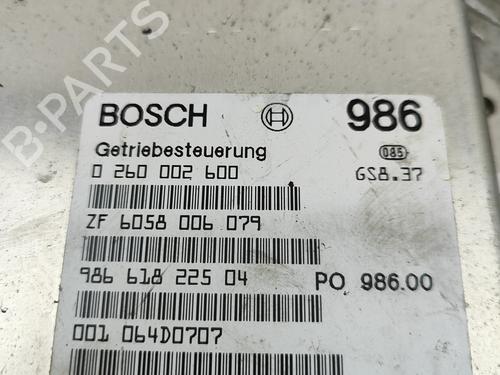 B-PARTS
BOSCH 986
Getriebesteuerung 085
0 260 002 600 GS8.37
ZF 6058 006 079
986 618 225 04 PO 986.00
001 064D0707